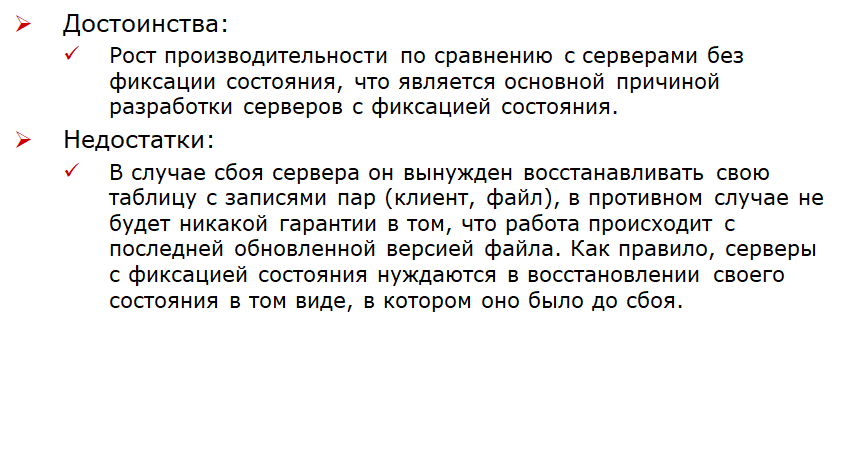 Достоинства:
Рост производительности по сравнению с серверами без
фиксации состояния, что является основной причиной
разработки серверов с фиксацией состояния.
Недостатки:
В случае сбоя сервера он вынужден восстанавливать свою
таблицу с записями пар (клиент, файл), в противном случае не
будет никакой гарантии в том, что работа происходит с
последней обновленной версией файла. Как правило, серверы
с фиксацией состояния нуждаются в восстановлении своего
состояния в том виде, в котором оно было до сбоя.